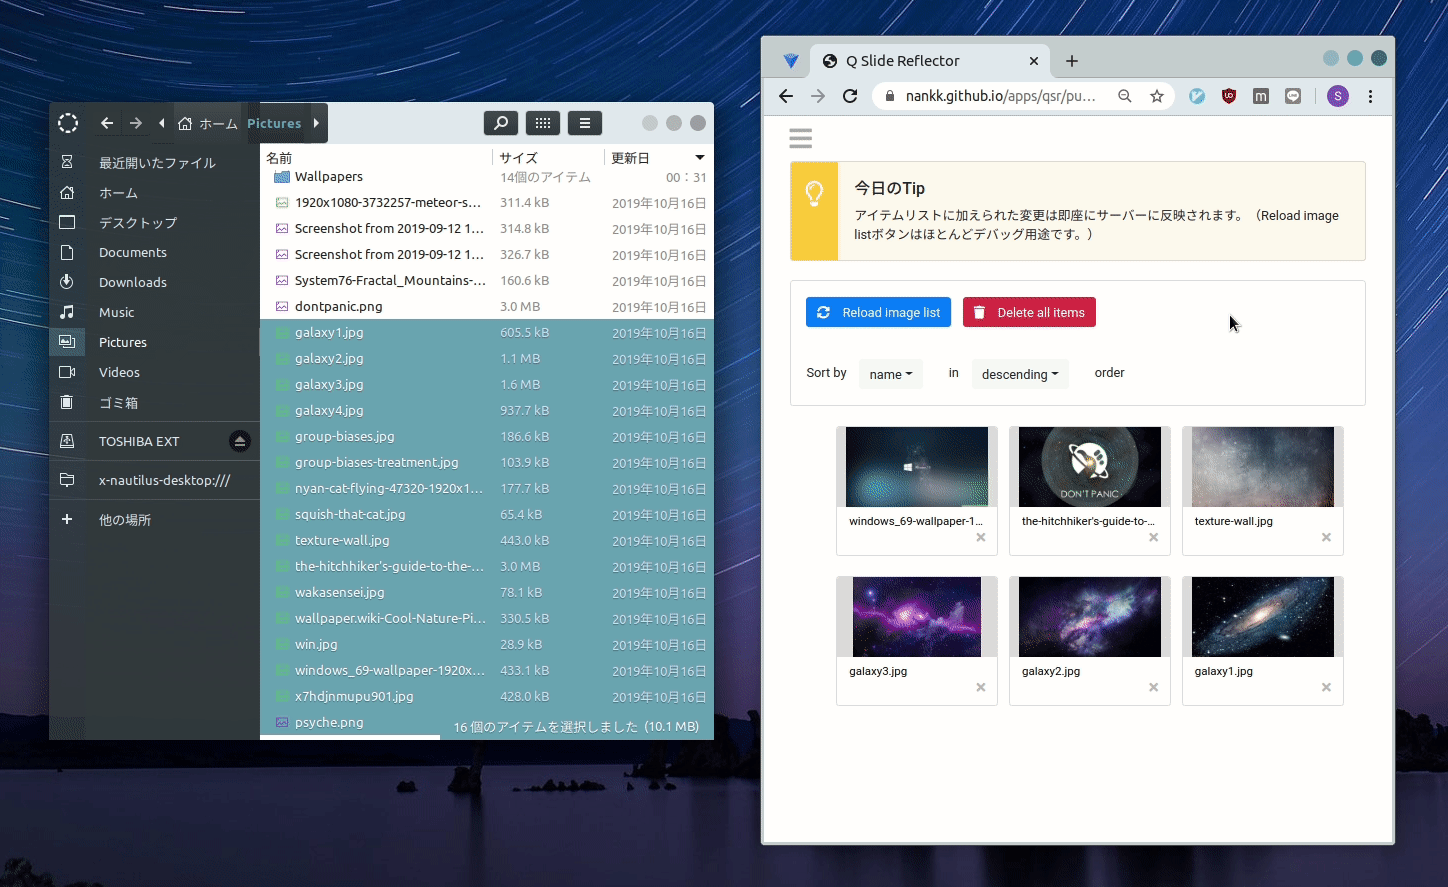 ホーム Pictures
最近開いたファイル
ホーム
デスクトップ
Documents
Downloads
Music
Pictures
Videos
ゴミ箱
TOSHIBA EXT
x-nautilus-desktop:///
他の場所
名前 サイズ 更新日
Wallpapers 14個のアイテム 00：31
1920x1080-3732257-meteor-s... 311.4 kB 2019年10月16日
Screenshot from 2019-09-12 1... 314.8 kB 2019年10月16日
Screenshot from 2019-09-12 1... 326.7 kB 2019年10月16日
System76-Fractal_Mountains-... 160.6 kB 2019年10月16日
dontpanic.png 3.0 MB 2019年10月16日
galaxy1.jpg 605.5 kB 2019年10月16日
galaxy2.jpg 1.1 MB 2019年10月16日
galaxy3.jpg 1.6 MB 2019年10月16日
galaxy4.jpg 937.7 kB 2019年10月16日
group-biases.jpg 186.6 kB 2019年10月16日
group-biases-treatment.jpg 103.9 kB 2019年10月16日
nyan-cat-flying-47320-1920x1... 177.7 kB 2019年10月16日
squish-that-cat.jpg 65.4 kB 2019年10月16日
texture-wall.jpg 443.0 kB 2019年10月16日
the-hitchhiker's-guide-to-the-... 3.0 MB 2019年10月16日
wakasensei.jpg 78.1 kB 2019年10月16日
wallpaper.wiki-Cool-Nature-Pi... 330.5 kB 2019年10月16日
win.jpg 28.9 kB 2019年10月16日
windows_69-wallpaper-1920x... 433.1 kB 2019年10月16日
x7hdjnmupu901.jpg 428.0 kB 2019年10月16日
psyche.png
16個のアイテムを選択しました (10.1 MB)
Q Slide Reflector
nankk.github.io/apps/qsr/pu...
m
S
今日のTip
アイテムリストに加えられた変更は即座にサーバーに反映されます。（Reload image
listボタンはほとんどデバッグ用途です。）
Reload image list Delete all items
Sort by name in descending order
DON'T PANIC
windows_69-wallpaper-1... the-hitchhiker's-guide-to-... texture-wall.jpg
galaxy3.jpg galaxy2.jpg galaxy1.jpg